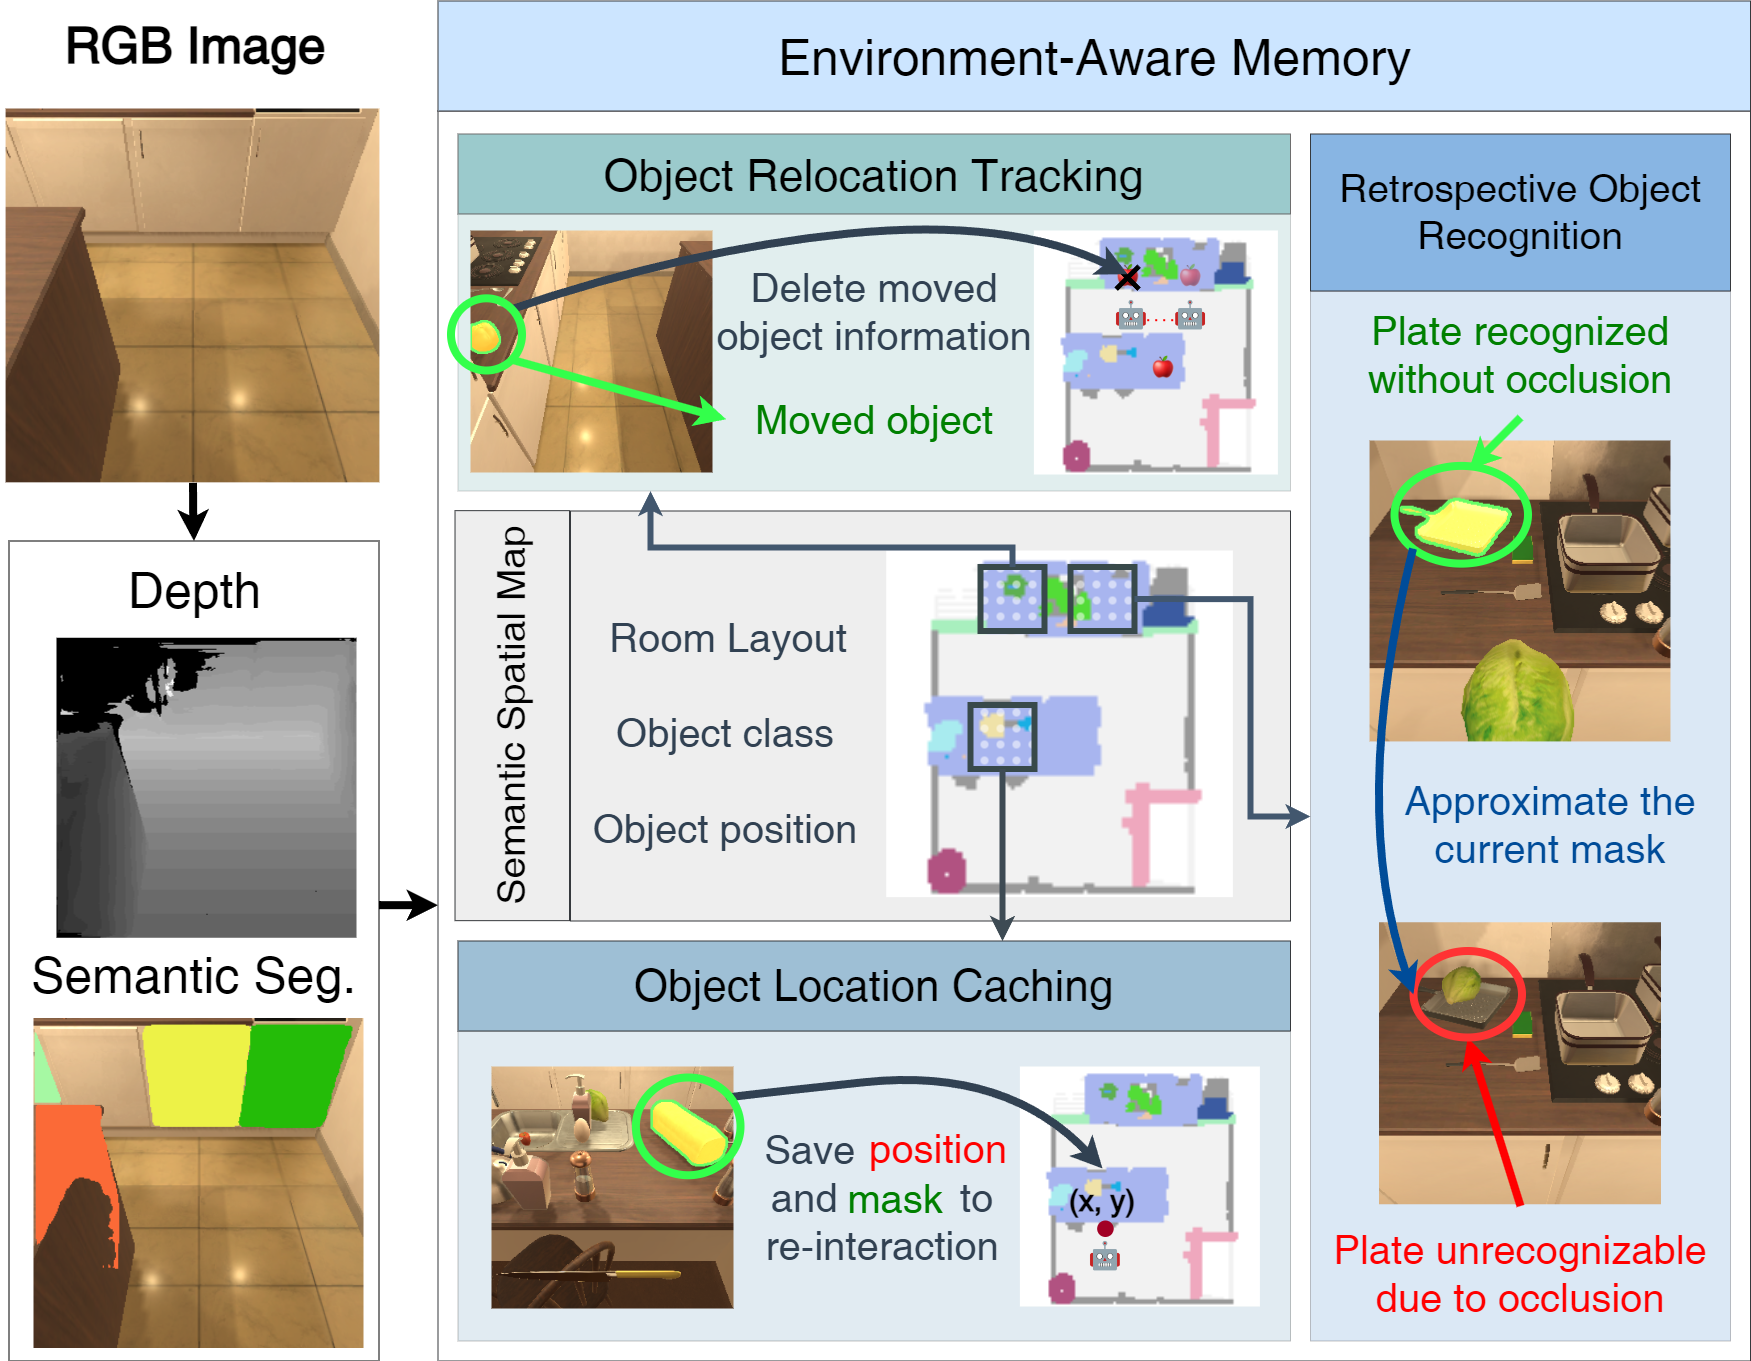 RGB Image
Depth
Semantic Seg.
Environment-Aware Memory
Object Relocation Tracking
Delete moved
object information
Moved object
Semantic Spatial Map
Room Layout
Object class
Object position
Object Location Caching
Save position
and mask to
re-interaction
(x, y)
Retrospective Object
Recognition
Plate recognized
without occlusion
Approximate the
current mask
Plate unrecognizable
due to occlusion